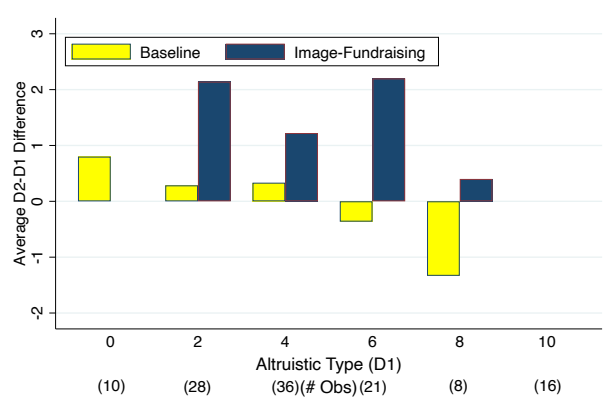 Baseline Image-Fundraising
Average D2-D1 Difference
3
2
1
0
-1
-2
0 2 4 6 8 10
Altruistic Type (D1)
(10) (28) (36)(# Obs)(21) (8) (16)